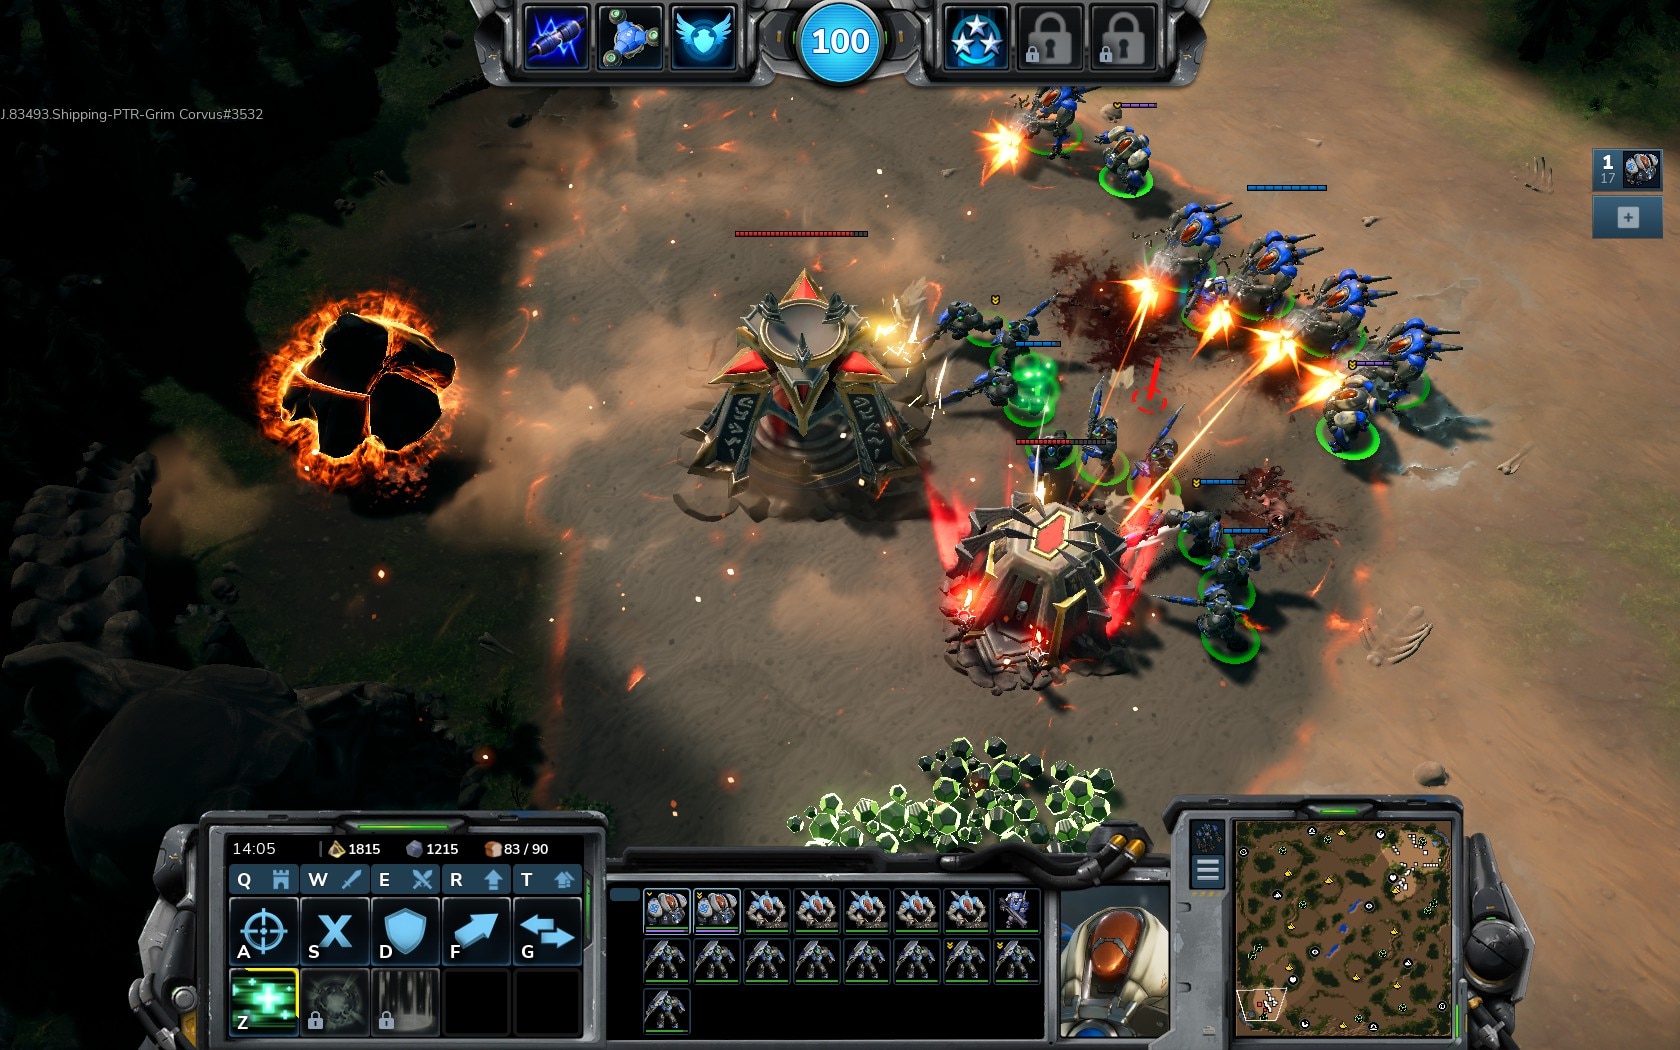 100
J.83493.Shipping-PTR-Grim Corvus#3532
1
17
14:05 1815 1215 83 / 90
Q W E R T
A S D F G
Z